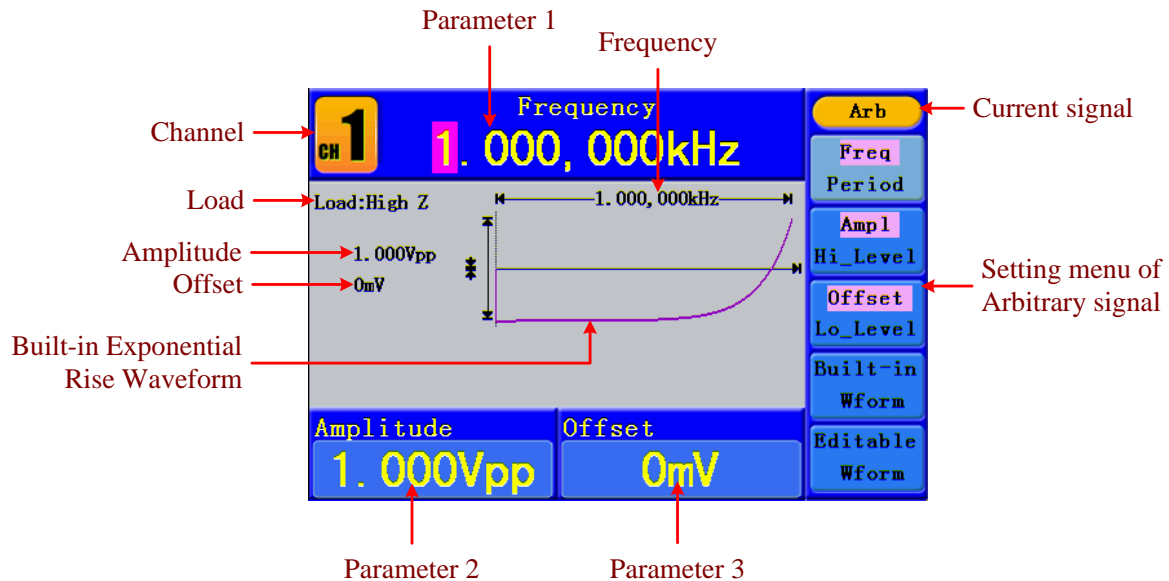 Parameter 1
Frequency
Frequency
Arb
Current signal
Channel
CH 1
1.000,000kHz
Freq
Period
Load
Load:High Z
1.000,000kHz
Ampl
Hi_Level
Amplitude
1.000Vpp
Offset
0mV
Setting menu of
Arbitrary signal
Offset
Lo_Level
Built-in Exponential
Rise Waveform
Built-in
Wform
Amplitude
Offset
Editable
Wform
1.000Vpp
0mV
Parameter 2
Parameter 3